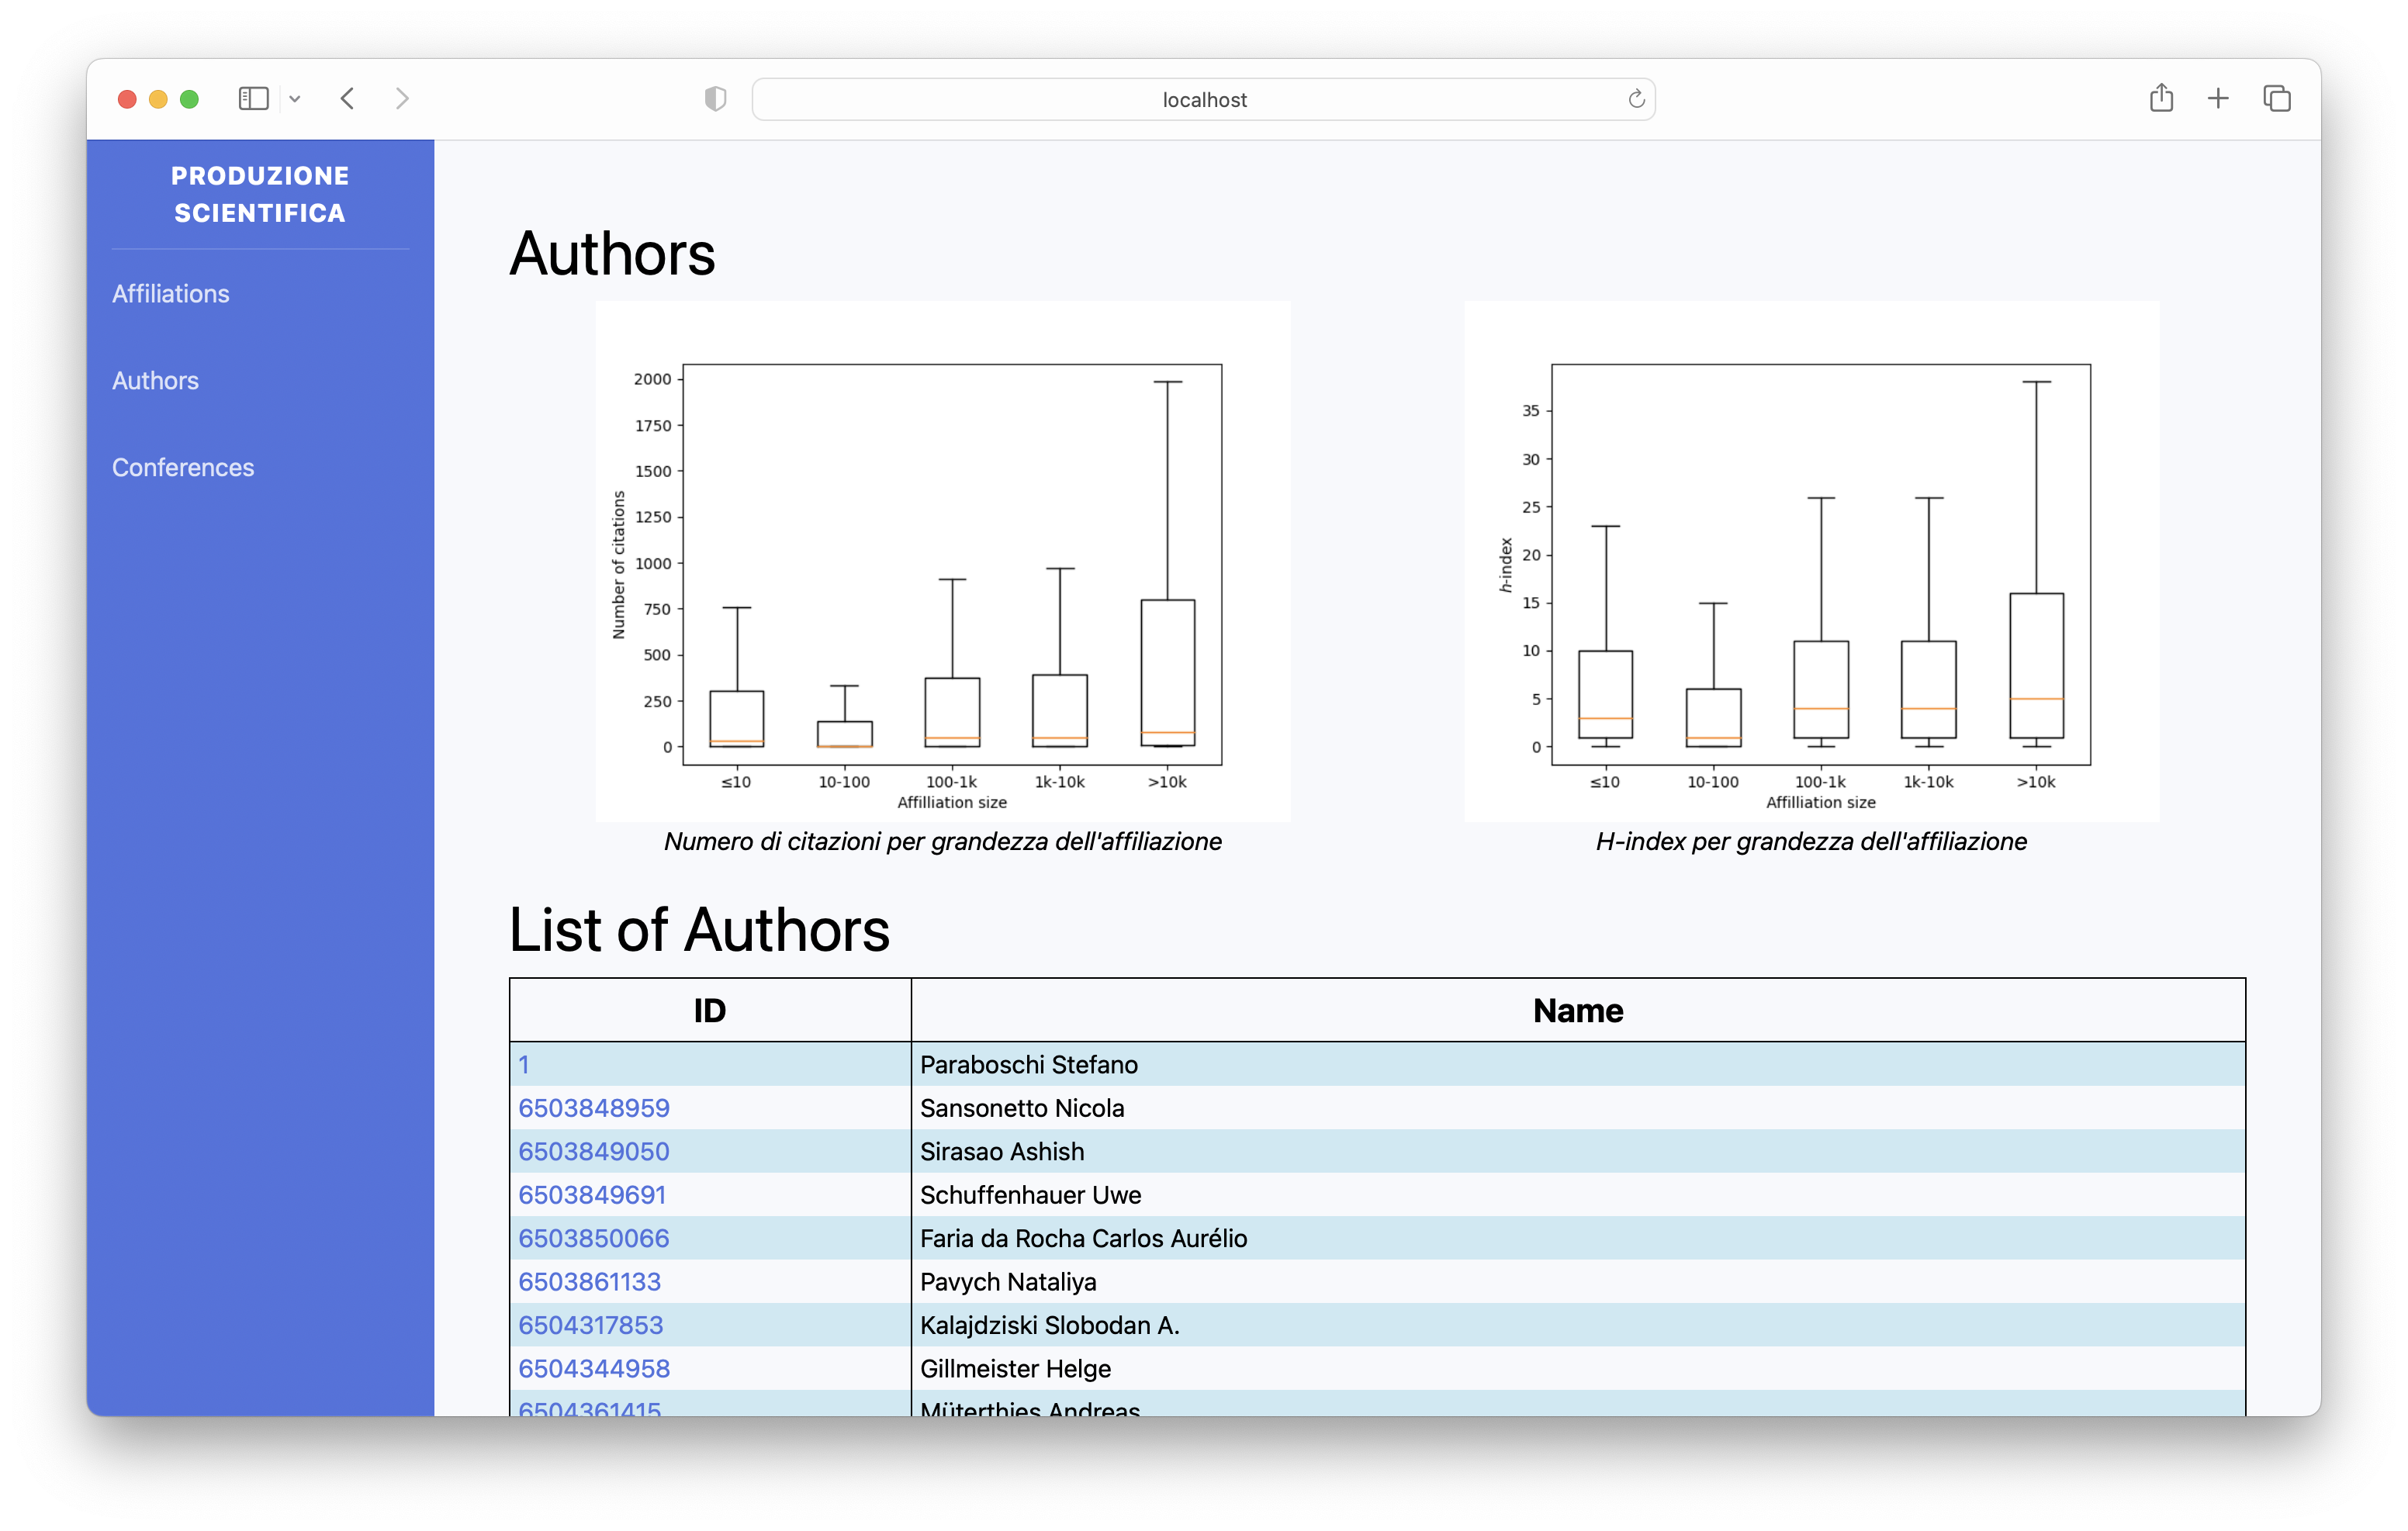 localhost
PRODUZIONE
SCIENTIFICA
Affiliations
Authors
Conferences
Authors
2000
1750
1500
1250
1000
750
500
250
0
Number of citations
≤10 10-100 100-1k 1k-10k >10k
Affilliation size
Numero di citazioni per grandezza dell'affiliazione
35
30
25
20
15
10
5
0
h-index
≤10 10-100 100-1k 1k-10k >10k
Affilliation size
H-index per grandezza dell'affiliazione
List of Authors
ID Name
1 Paraboschi Stefano
6503848959 Sansonetto Nicola
6503849050 Sirasao Ashish
6503849691 Schuffenhauer Uwe
6503850066 Faria da Rocha Carlos Aurélio
6503861133 Pavych Nataliya
6504317853 Kalajdziski Slobodan A.
6504344958 Gillmeister Helge
6504361415 Müterthies Andreas